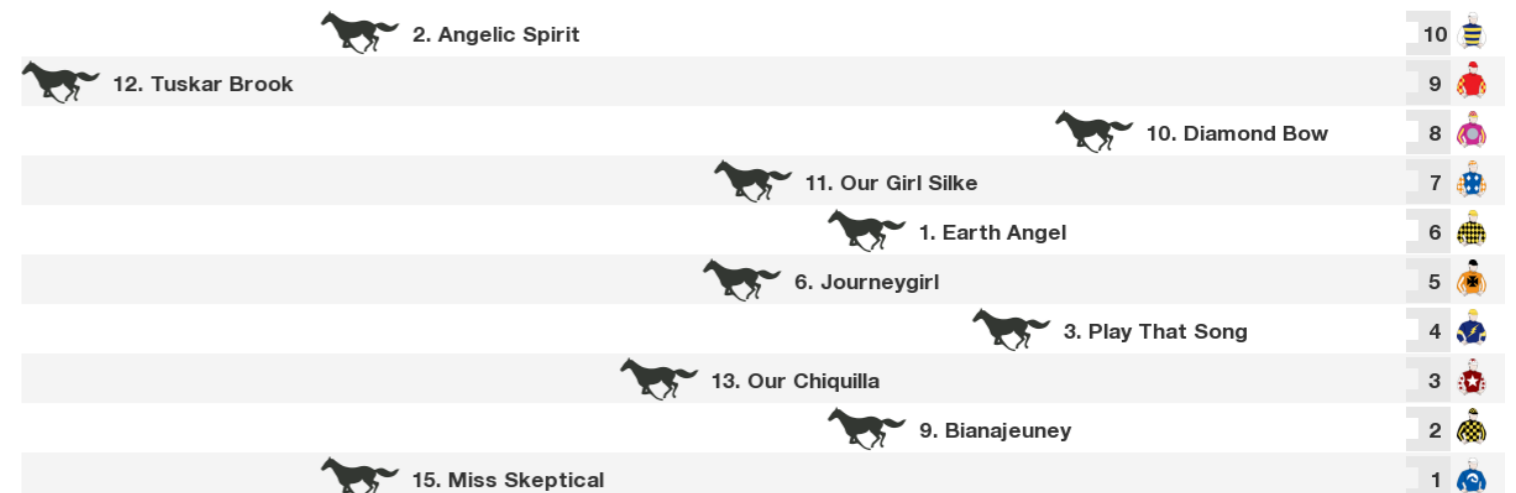 2. Angelic Spirit 10
12. Tuskar Brook 9
10. Diamond Bow 8
11. Our Girl Silke 7
1. Earth Angel 6
6. Journeygirl 5
3. Play That Song 4
13. Our Chiquilla 3
9. Bianajeuney 2
15. Miss Skeptical 1